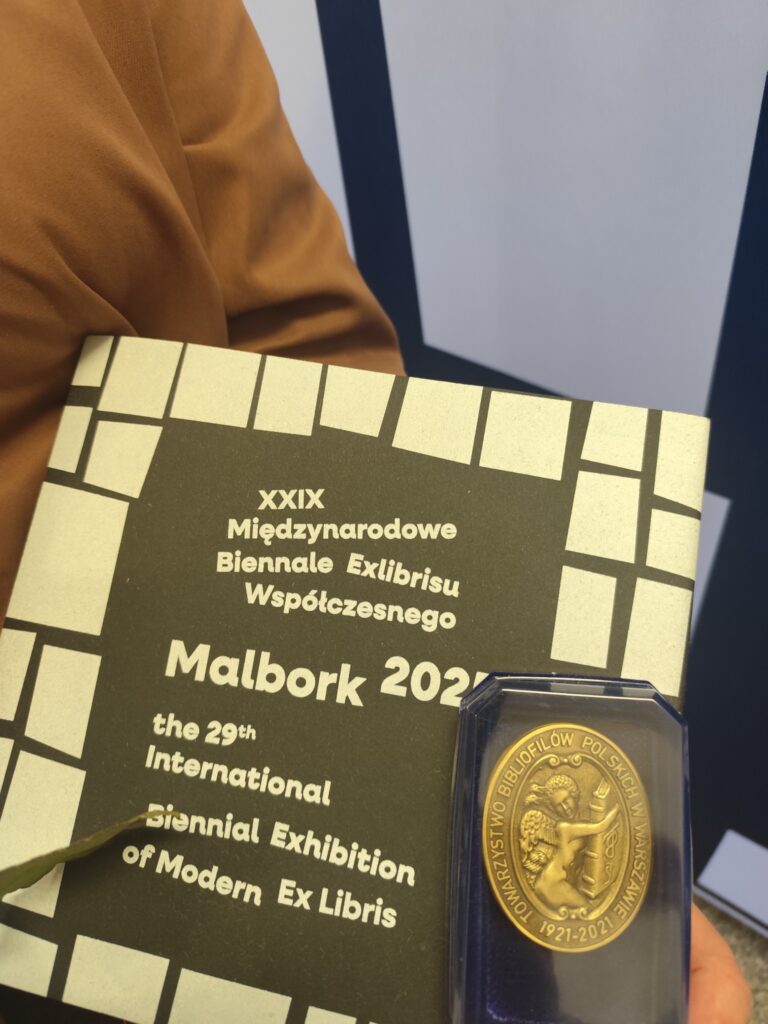 XXIX
Międzynarodowe
Biennale Exlibrisu
Współczesnego
Malbork 202
the 29th
International
Biennial Exhibition
of Modern Ex Libris
TOWARZYSTWO BIBLIOFILÓW POLSKICH W WARSZAWIE
1921-2021